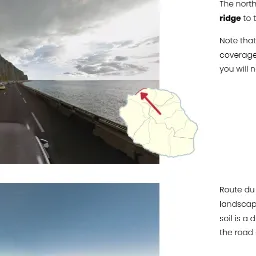 The north
ridge to t
Note that
coverage
you will n
Route du
landscap
soil is a d
the road